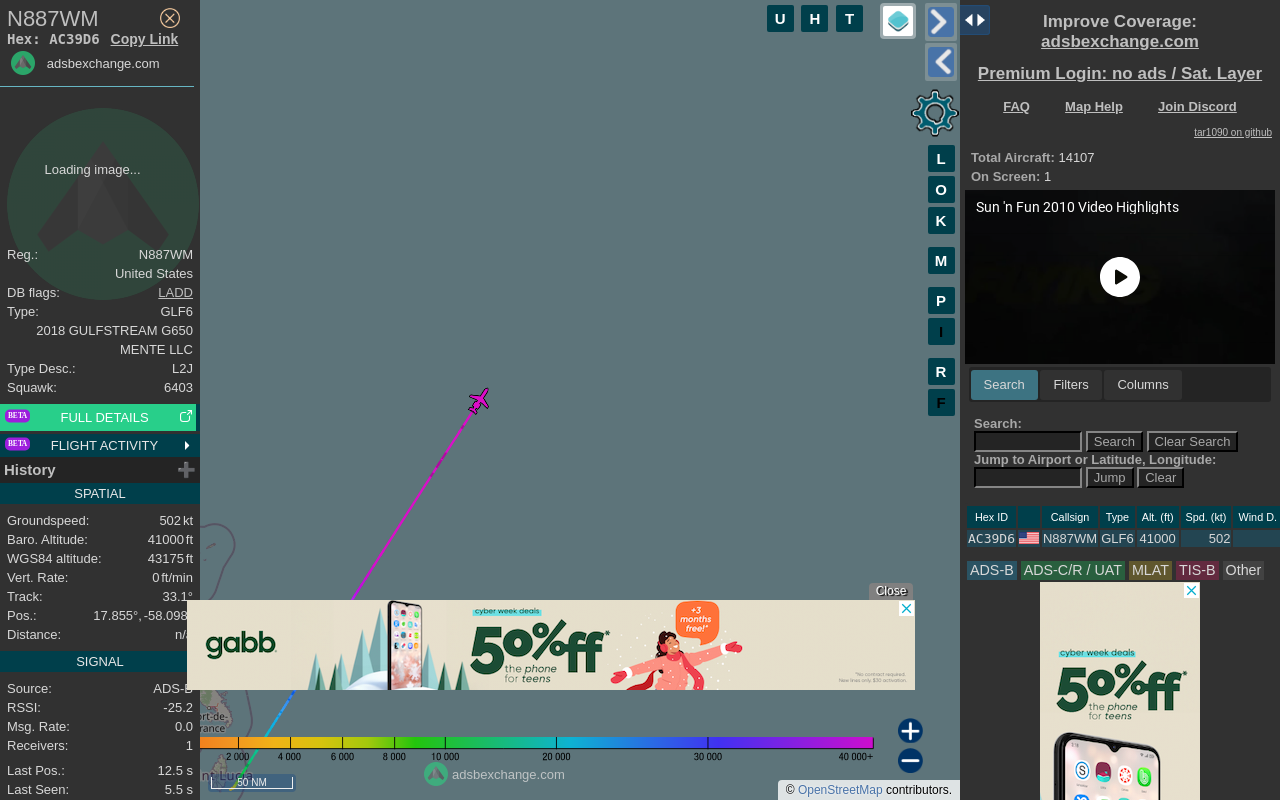 N887WM
Hex: AC39D6 Copy Link
adsbexchange.com
Loading image...
Reg.: N887WM
United States
DB flags: LADD
Type: GLF6
2018 GULFSTREAM G650
MENTE LLC
Type Desc.: L2J
Squawk: 6403
BETA FULL DETAILS
BETA FLIGHT ACTIVITY
History
SPATIAL
Groundspeed: 502 kt
Baro. Altitude: 41000 ft
WGS84 altitude: 43175 ft
Vert. Rate: 0 ft/min
Track: 33.1°
Pos.: 17.855°, -58.098
Distance: n/
SIGNAL
Source: ADS-B
RSSI: -25.2
Msg. Rate: 0.0
Receivers: 1
Last Pos.: 12.5 s
Last Seen: 5.5 s
U H T
L
O
K
M
P
I
R
F
Close
gabb
cyber week deals
50% off*
the phone
for teens
+3
months
free!*
*No contract required.
New lines only. $30 activation.
ort-de-
rance
nt Lucia
2 000 4 000 6 000 8 000 10 000 20 000 30 000 40 000+
50 NM
adsbexchange.com
© OpenStreetMap contributors.
Improve Coverage:
adsbexchange.com
Premium Login: no ads / Sat. Layer
FAQ Map Help Join Discord
tar1090 on github
Total Aircraft: 14107
On Screen: 1
Sun 'n Fun 2010 Video Highlights
Search Filters Columns
Search:
Search Clear Search
Jump to Airport or Latitude, Longitude:
Jump Clear
Hex ID Callsign Type Alt. (ft) Spd. (kt) Wind D.
AC39D6 N887WM GLF6 41000 502
ADS-B ADS-C/R / UAT MLAT TIS-B Other
cyber week deals
50% off*
the phone
for teens